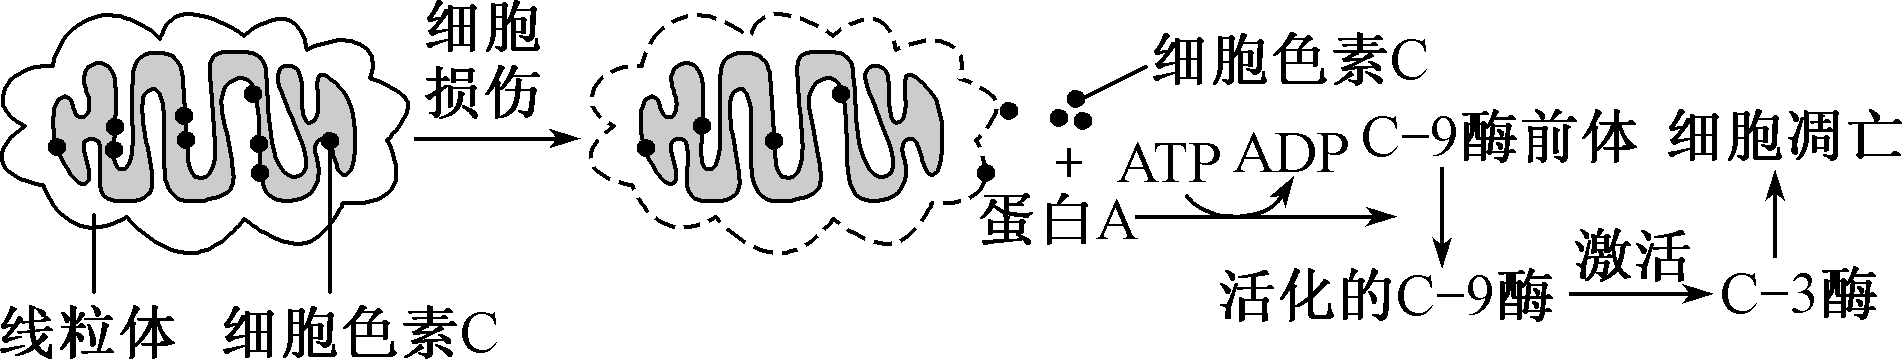 细胞
损伤
细胞色素C
+
蛋白A
ATP
ADP
C-9酶前体
细胞凋亡
活化的C-9酶
激活
C-3酶
线粒体
细胞色素C